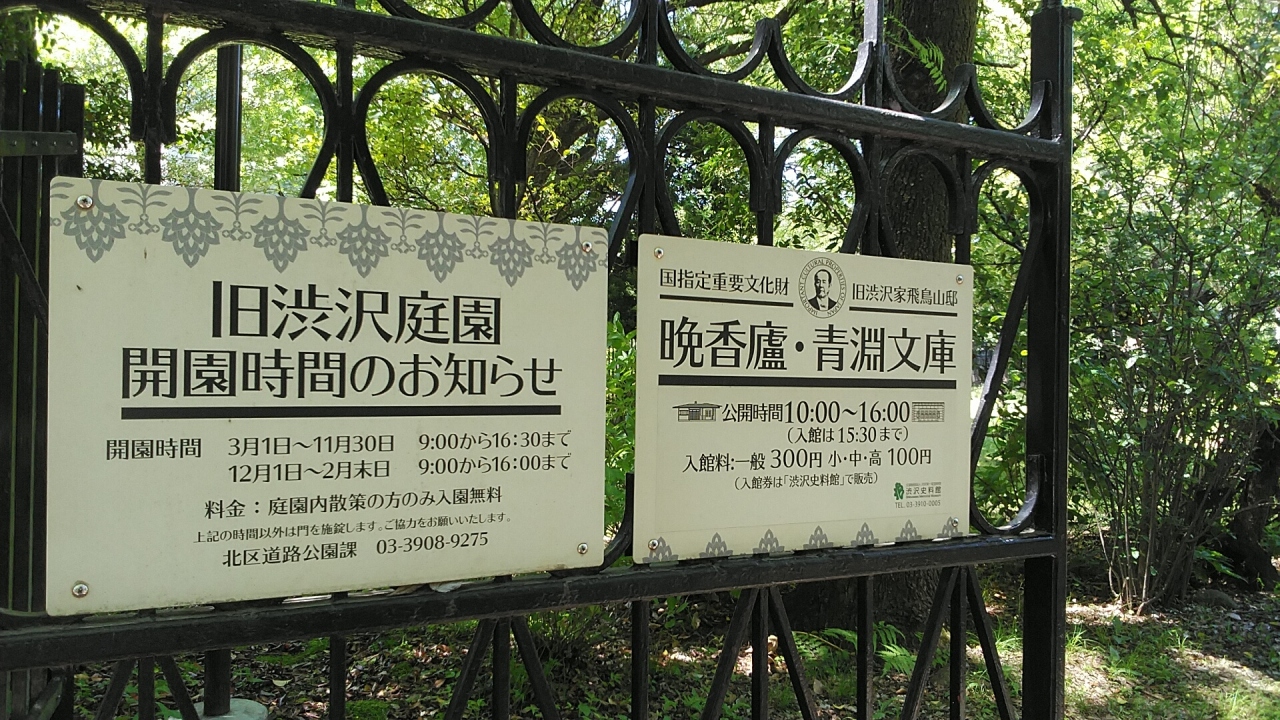 旧渋沢庭園
開園時間のお知らせ
開園時間 3月1日～11月30日 9:00から16:30まで
12月1日～2月末日 9:00から16:00まで
料金：庭園内散策の方のみ入園無料
上記の時間以外は門を施錠します。ご協力をお願いいたします。
北区道路公園課 03-3908-9275
国指定重要文化財
IMPORTANT CULTURAL PROPERTIES OF JAPAN
旧渋沢家飛鳥山邸
晩香廬・青淵文庫
公開時間10:00～16:00
（入館は15:30まで）
入館料:一般 300円 小・中・高 100円
（入館券は「渋沢史料館」で販売）
渋沢史料館
TEL. 03-3910-0005